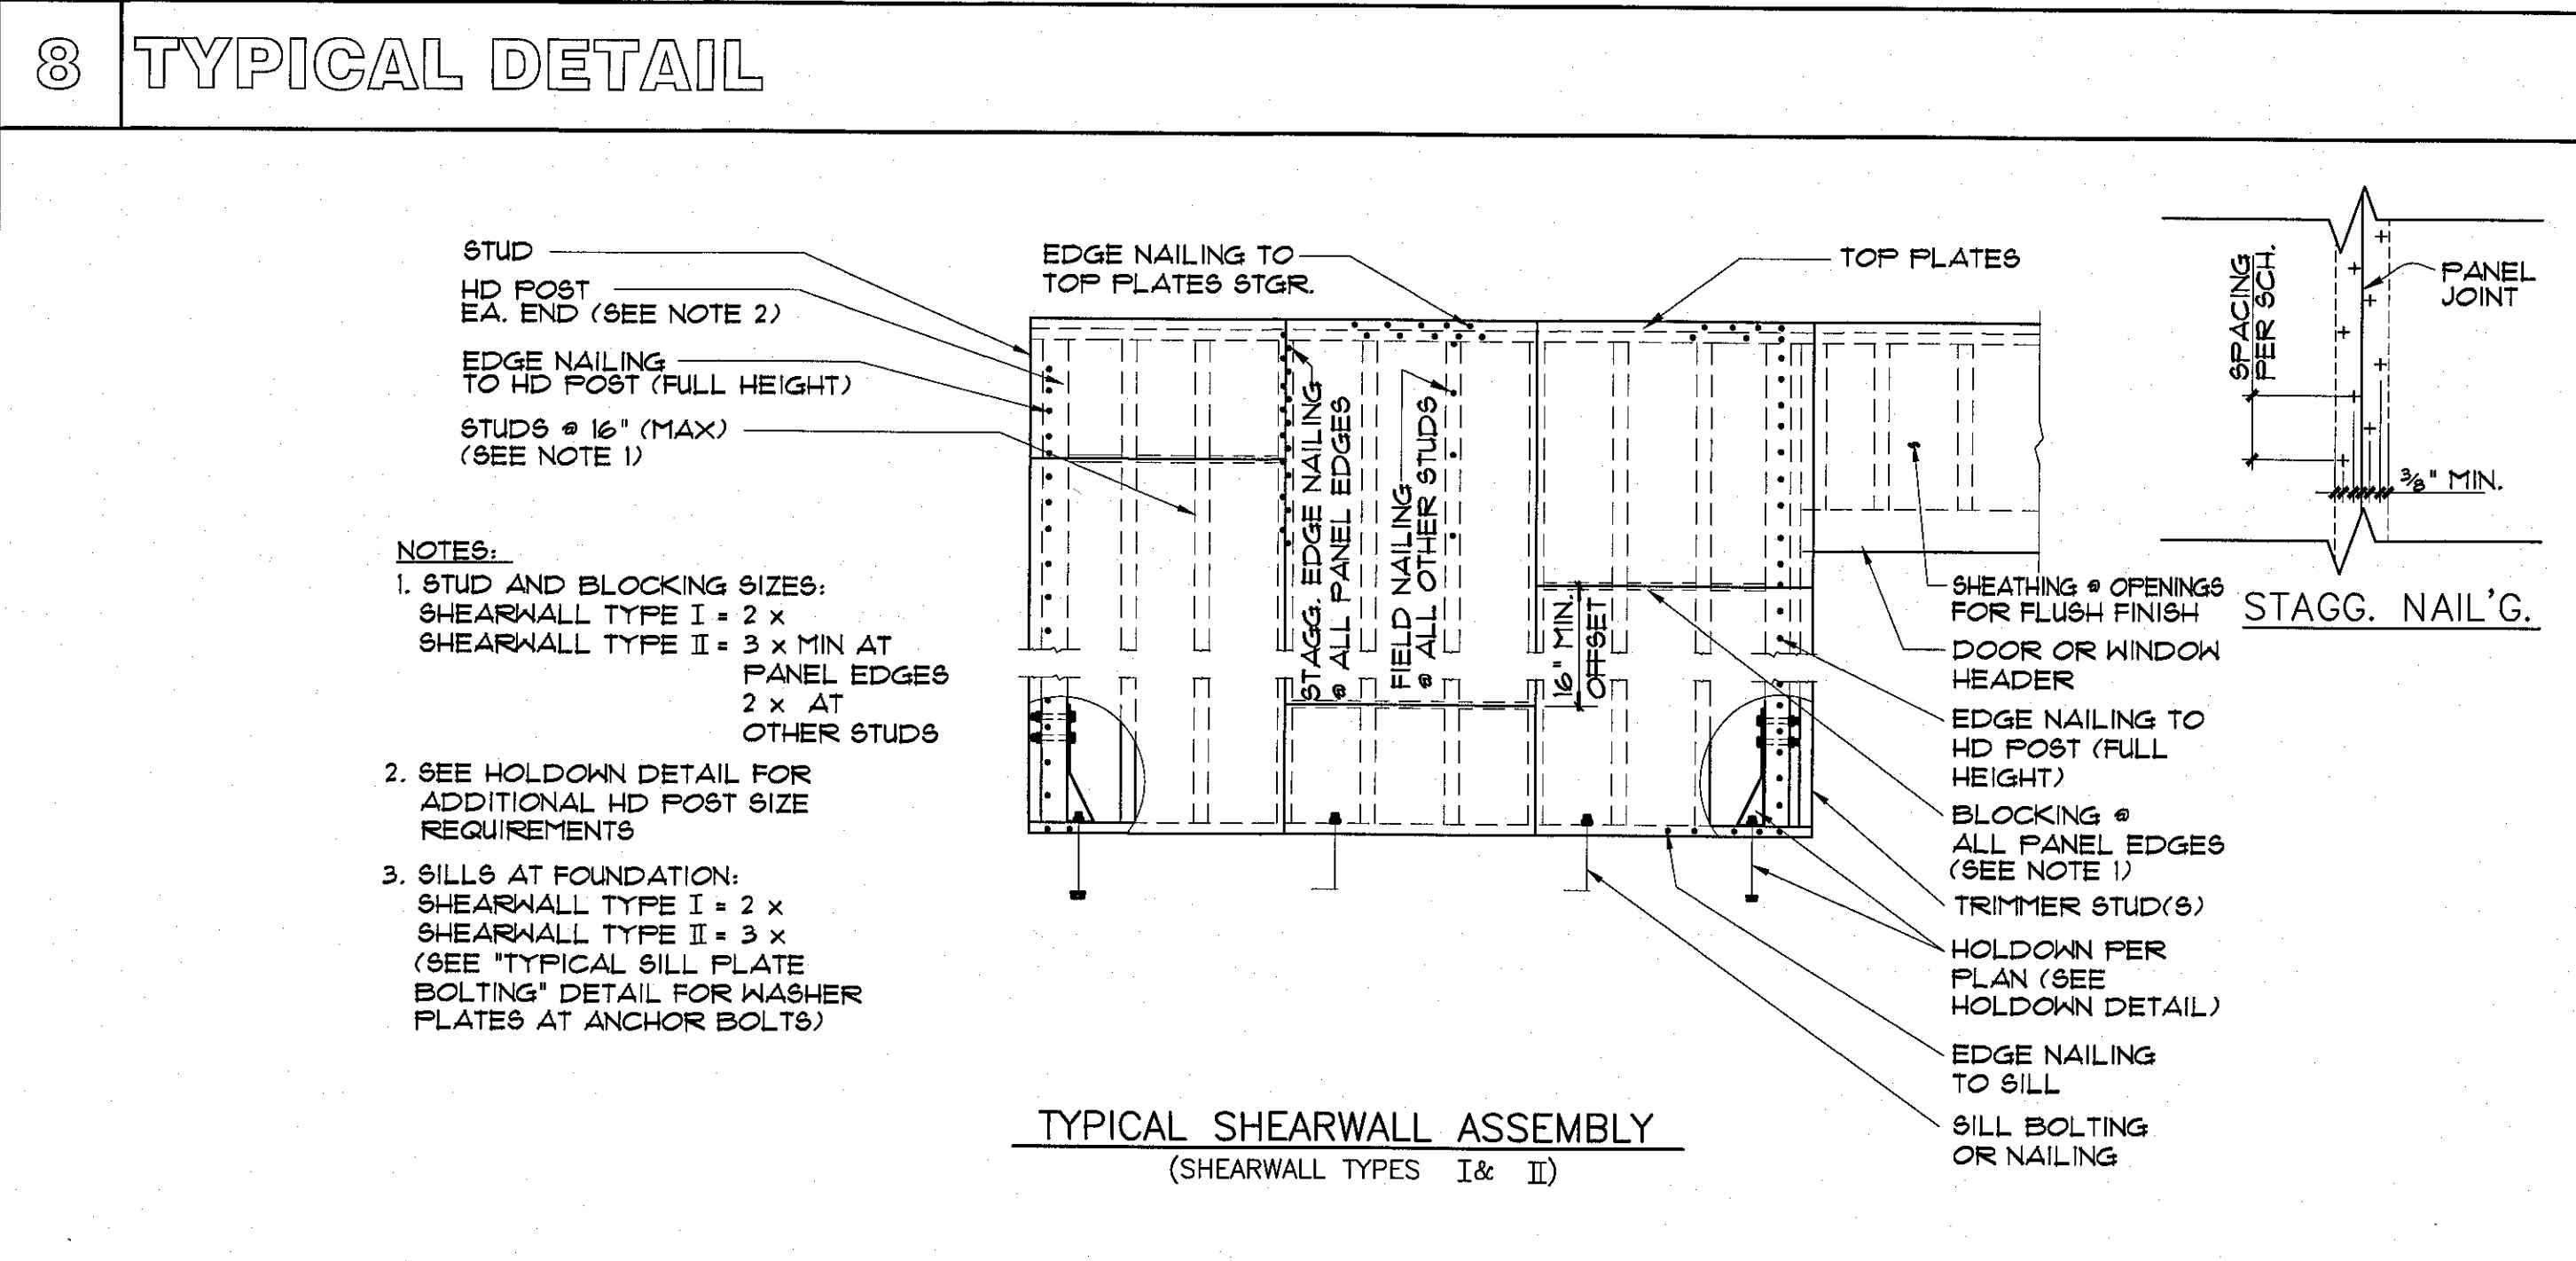 8 TYPICAL DETAIL
STUD
HD POST
EA. END (SEE NOTE 2)
EDGE NAILING
TO HD POST (FULL HEIGHT)
STUDS @ 16" (MAX)
(SEE NOTE 1)
NOTES:
1. STUD AND BLOCKING SIZES:
SHEARWALL TYPE I = 2 x
SHEARWALL TYPE II = 3 x MIN AT
PANEL EDGES
2 x AT
OTHER STUDS
2. SEE HOLDOWN DETAIL FOR
ADDITIONAL HD POST SIZE
REQUIREMENTS
3. SILLS AT FOUNDATION:
SHEARWALL TYPE I = 2 x
SHEARWALL TYPE II = 3 x
(SEE "TYPICAL SILL PLATE
BOLTING" DETAIL FOR WASHER
PLATES AT ANCHOR BOLTS)
EDGE NAILING TO
TOP PLATES STGR.
TOP PLATES
STAGG. EDGE NAILING
@ ALL PANEL EDGES
FIELD NAILING
@ ALL OTHER STUDS
16" MIN.
OFFSET
SPACING
PER SCH.
PANEL
JOINT
3/8" MIN.
STAGG. NAIL'G.
SHEATHING @ OPENINGS
FOR FLUSH FINISH
DOOR OR WINDOW
HEADER
EDGE NAILING TO
HD POST (FULL
HEIGHT)
BLOCKING @
ALL PANEL EDGES
(SEE NOTE 1)
TRIMMER STUD(S)
HOLDOWN PER
PLAN (SEE
HOLDOWN DETAIL)
EDGE NAILING
TO SILL
SILL BOLTING
OR NAILING
TYPICAL SHEARWALL ASSEMBLY
(SHEARWALL TYPES I& II)